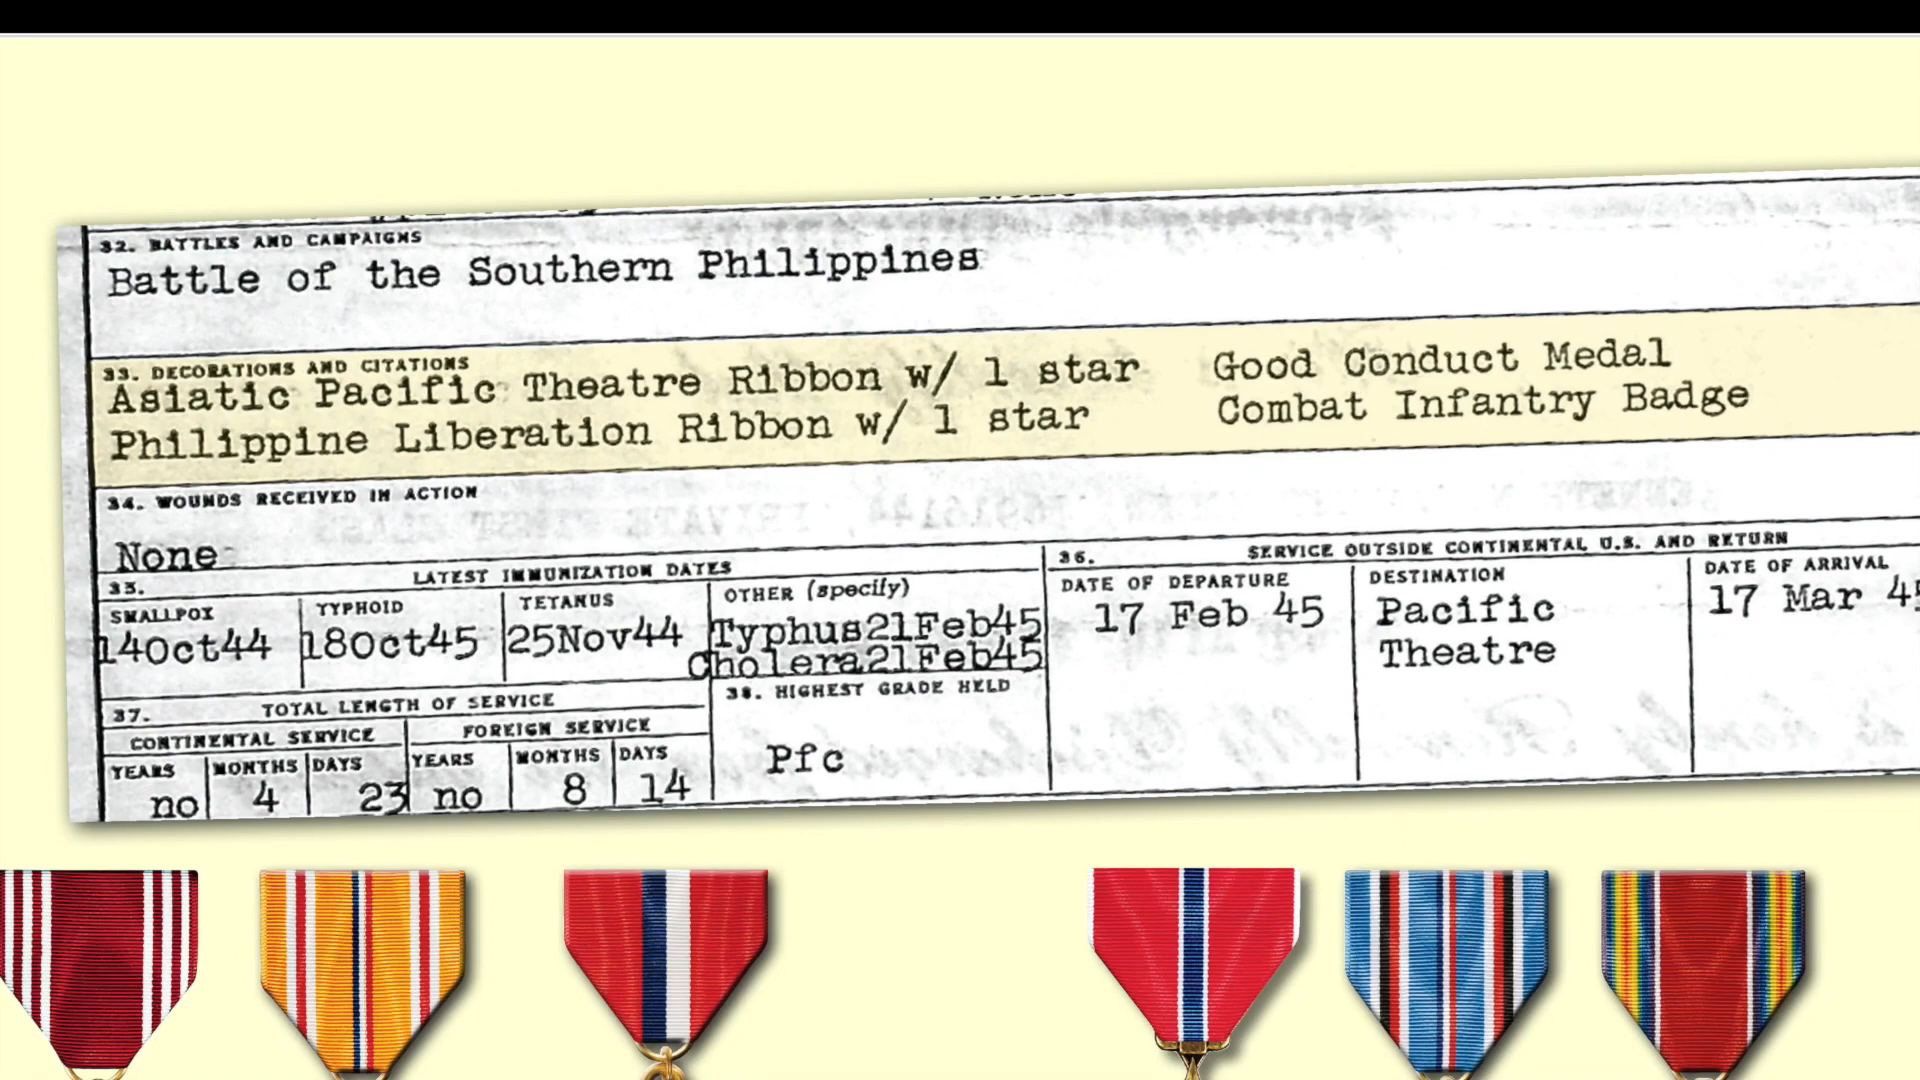 32. BATTLES AND CAMPAIGNS
Battle of the Southern Philippines
33. DECORATIONS AND CITATIONS
Asiatic Pacific Theatre Ribbon w/ 1 star Good Conduct Medal
Philippine Liberation Ribbon w/ 1 star Combat Infantry Badge
34. WOUNDS RECEIVED IN ACTION
None
35. LATEST IMMUNIZATION DATES
SMALLPOX TYPHOID TETANUS OTHER (specify)
14Oct44 18Oct45 25Nov44 Typhus21Feb45
Cholera21Feb45
36. SERVICE OUTSIDE CONTINENTAL U.S. AND RETURN
DATE OF DEPARTURE DESTINATION DATE OF ARRIVAL
17 Feb 45 Pacific 17 Mar 45
Theatre
37. TOTAL LENGTH OF SERVICE
CONTINENTAL SERVICE FOREIGN SERVICE
YEARS MONTHS DAYS YEARS MONTHS DAYS
no 4 23 no 8 14
38. HIGHEST GRADE HELD
Pfc